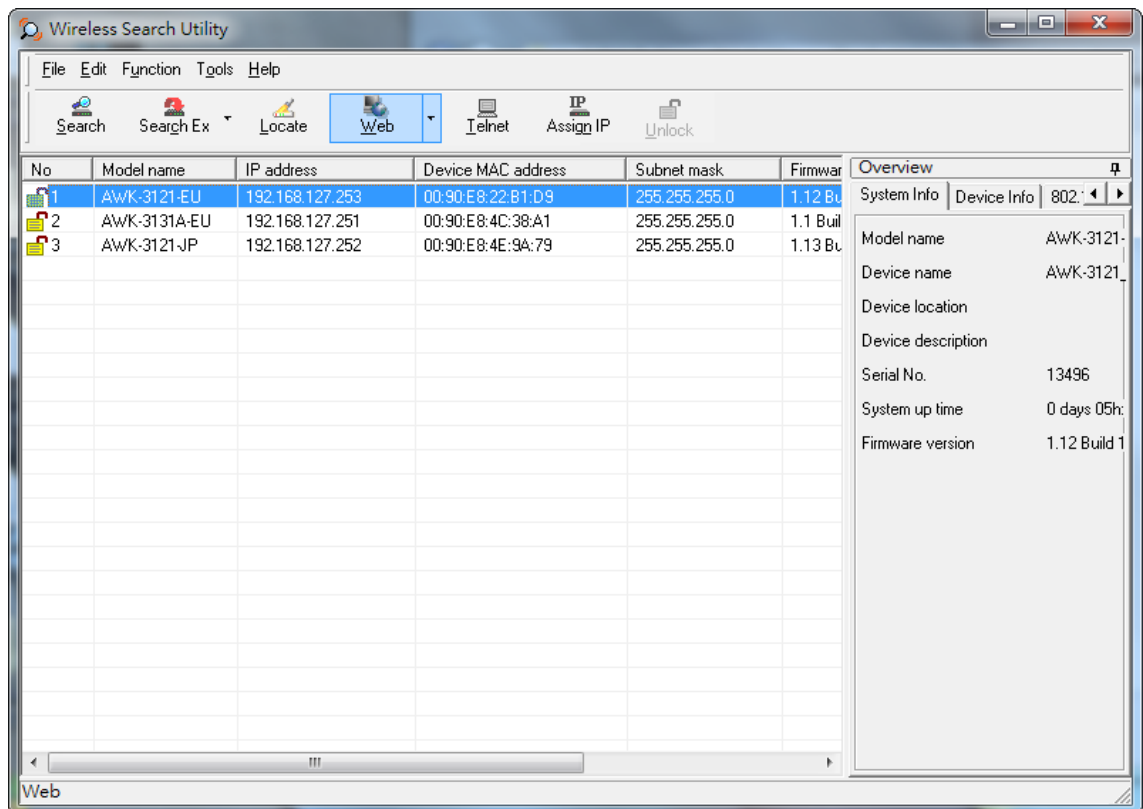 Wireless Search Utility
File Edit Function Tools Help
Search Search Ex Locate Web Telnet IP Assign IP Unlock
No Model name IP address Device MAC address Subnet mask Firmwar
1 AWK-3121-EU 192.168.127.253 00:90:E8:22:B1:D9 255.255.255.0 1.12 Bu
2 AWK-3131A-EU 192.168.127.251 00:90:E8:4C:38:A1 255.255.255.0 1.1 Buil
3 AWK-3121-JP 192.168.127.252 00:90:E8:4E:9A:79 255.255.255.0 1.13 Bu
Overview
System Info Device Info 802.1
Model name AWK-3121-
Device name AWK-3121_
Device location
Device description
Serial No. 13496
System up time 0 days 05h:
Firmware version 1.12 Build 1
Web